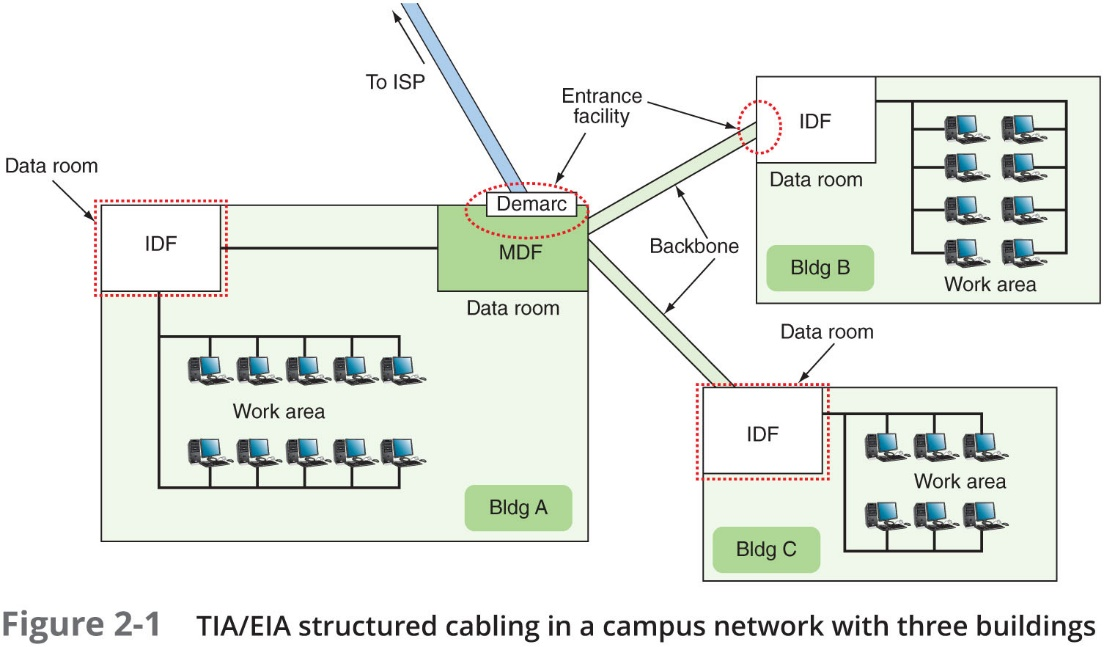 To ISP
Entrance
facility
Data room
IDF
Demarc
MDF
Data room
Work area
Bldg A
Backbone
IDF
Data room
Bldg B
Work area
Data room
IDF
Work area
Bldg C
Figure 2-1 TIA/EIA structured cabling in a campus network with three buildings